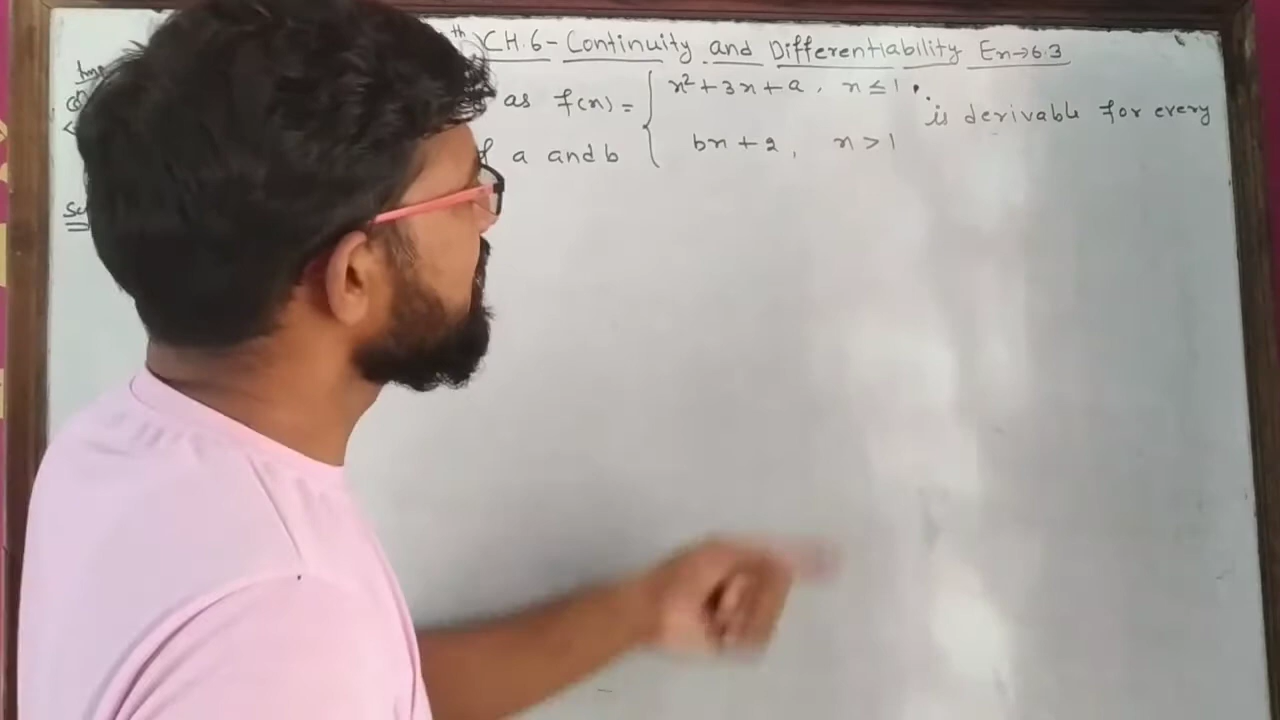 th) CH.6- Continuity and Differentiability Ex→6.3
Imp
as f(x) = { x² + 3x + a, x ≤ 1
is derivable for every
a and b bx + 2, x > 1